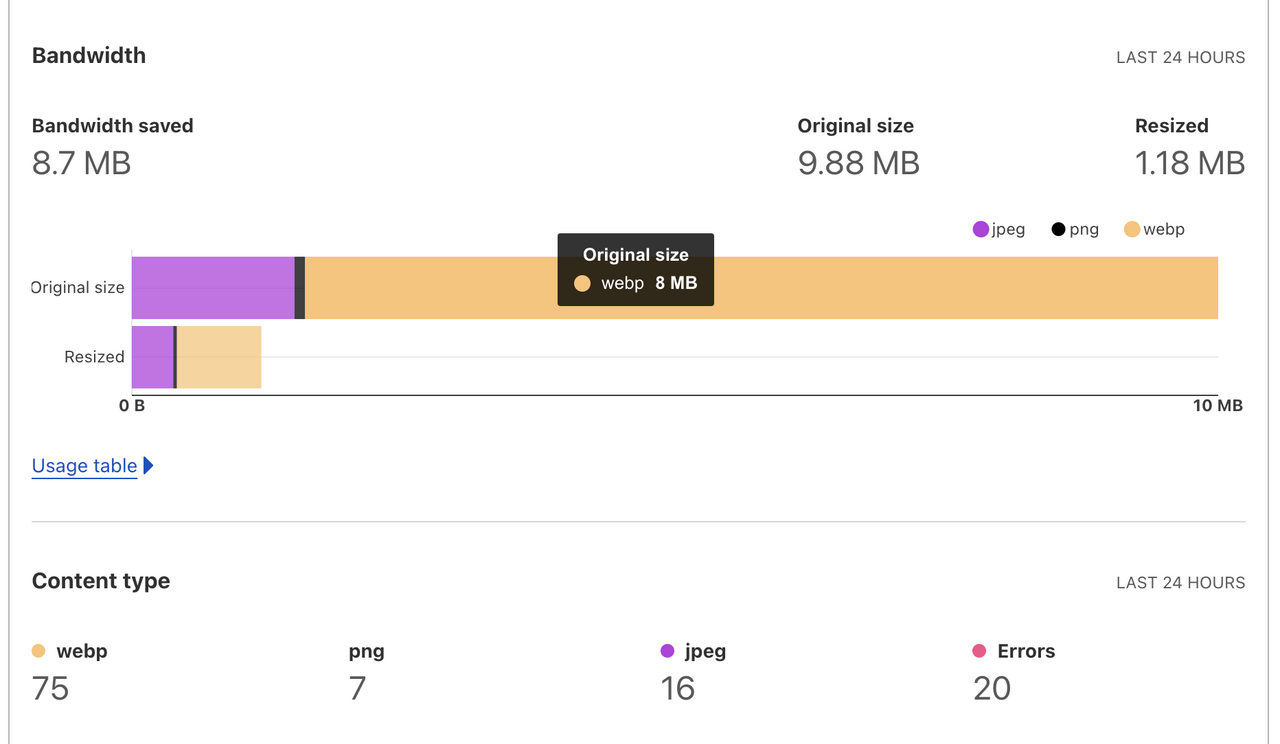 Bandwidth
LAST 24 HOURS
Bandwidth saved
8.7 MB
Original size
9.88 MB
Resized
1.18 MB
jpeg png webp
Original size
webp 8 MB
Original size
Resized
0 B
10 MB
Usage table
Content type
LAST 24 HOURS
webp
75
png
7
jpeg
16
Errors
20